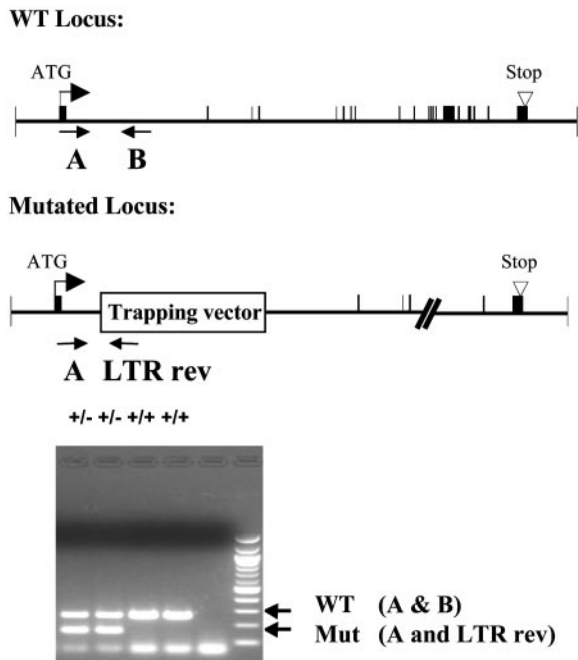 WT Locus:
ATG
Stop
A
B
Mutated Locus:
ATG
Stop
Trapping vector
A
LTR rev
+/- +/- +/+ +/+
WT (A & B)
Mut (A and LTR rev)